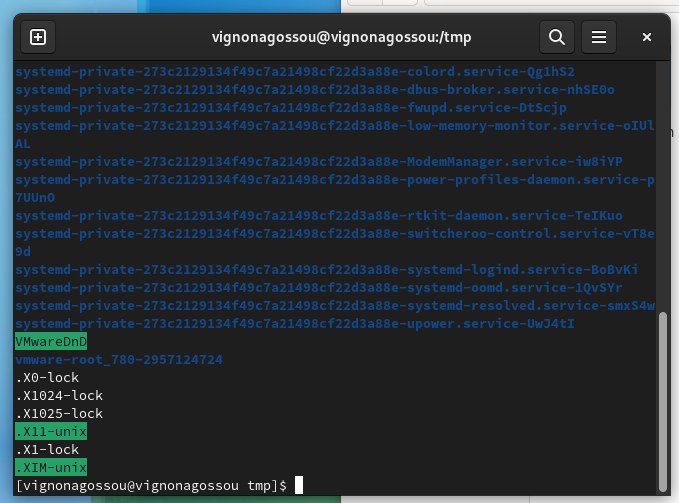 vignonagossou@vignonagossou:/tmp
systemd-private-273c2129134f49c7a21498cf22d3a88e-colord.service-Qg1hS2
systemd-private-273c2129134f49c7a21498cf22d3a88e-dbus-broker.service-nhSE0o
systemd-private-273c2129134f49c7a21498cf22d3a88e-fwupd.service-DtScjp
systemd-private-273c2129134f49c7a21498cf22d3a88e-low-memory-monitor.service-oIUl
AL
systemd-private-273c2129134f49c7a21498cf22d3a88e-ModemManager.service-iw8iYP
systemd-private-273c2129134f49c7a21498cf22d3a88e-power-profiles-daemon.service-p
7UUnO
systemd-private-273c2129134f49c7a21498cf22d3a88e-rtkit-daemon.service-TeIKuo
systemd-private-273c2129134f49c7a21498cf22d3a88e-switcheroo-control.service-vT8e
9d
systemd-private-273c2129134f49c7a21498cf22d3a88e-systemd-logind.service-BoBvKi
systemd-private-273c2129134f49c7a21498cf22d3a88e-systemd-oomd.service-1QvSYr
systemd-private-273c2129134f49c7a21498cf22d3a88e-systemd-resolved.service-smxS4w
systemd-private-273c2129134f49c7a21498cf22d3a88e-upower.service-UwJ4tI
VMwareDnD
vmware-root_780-2957124724
.X0-lock
.X1024-lock
.X1025-lock
.X11-unix
.X1-lock
.XIM-unix
[vignonagossou@vignonagossou tmp]$